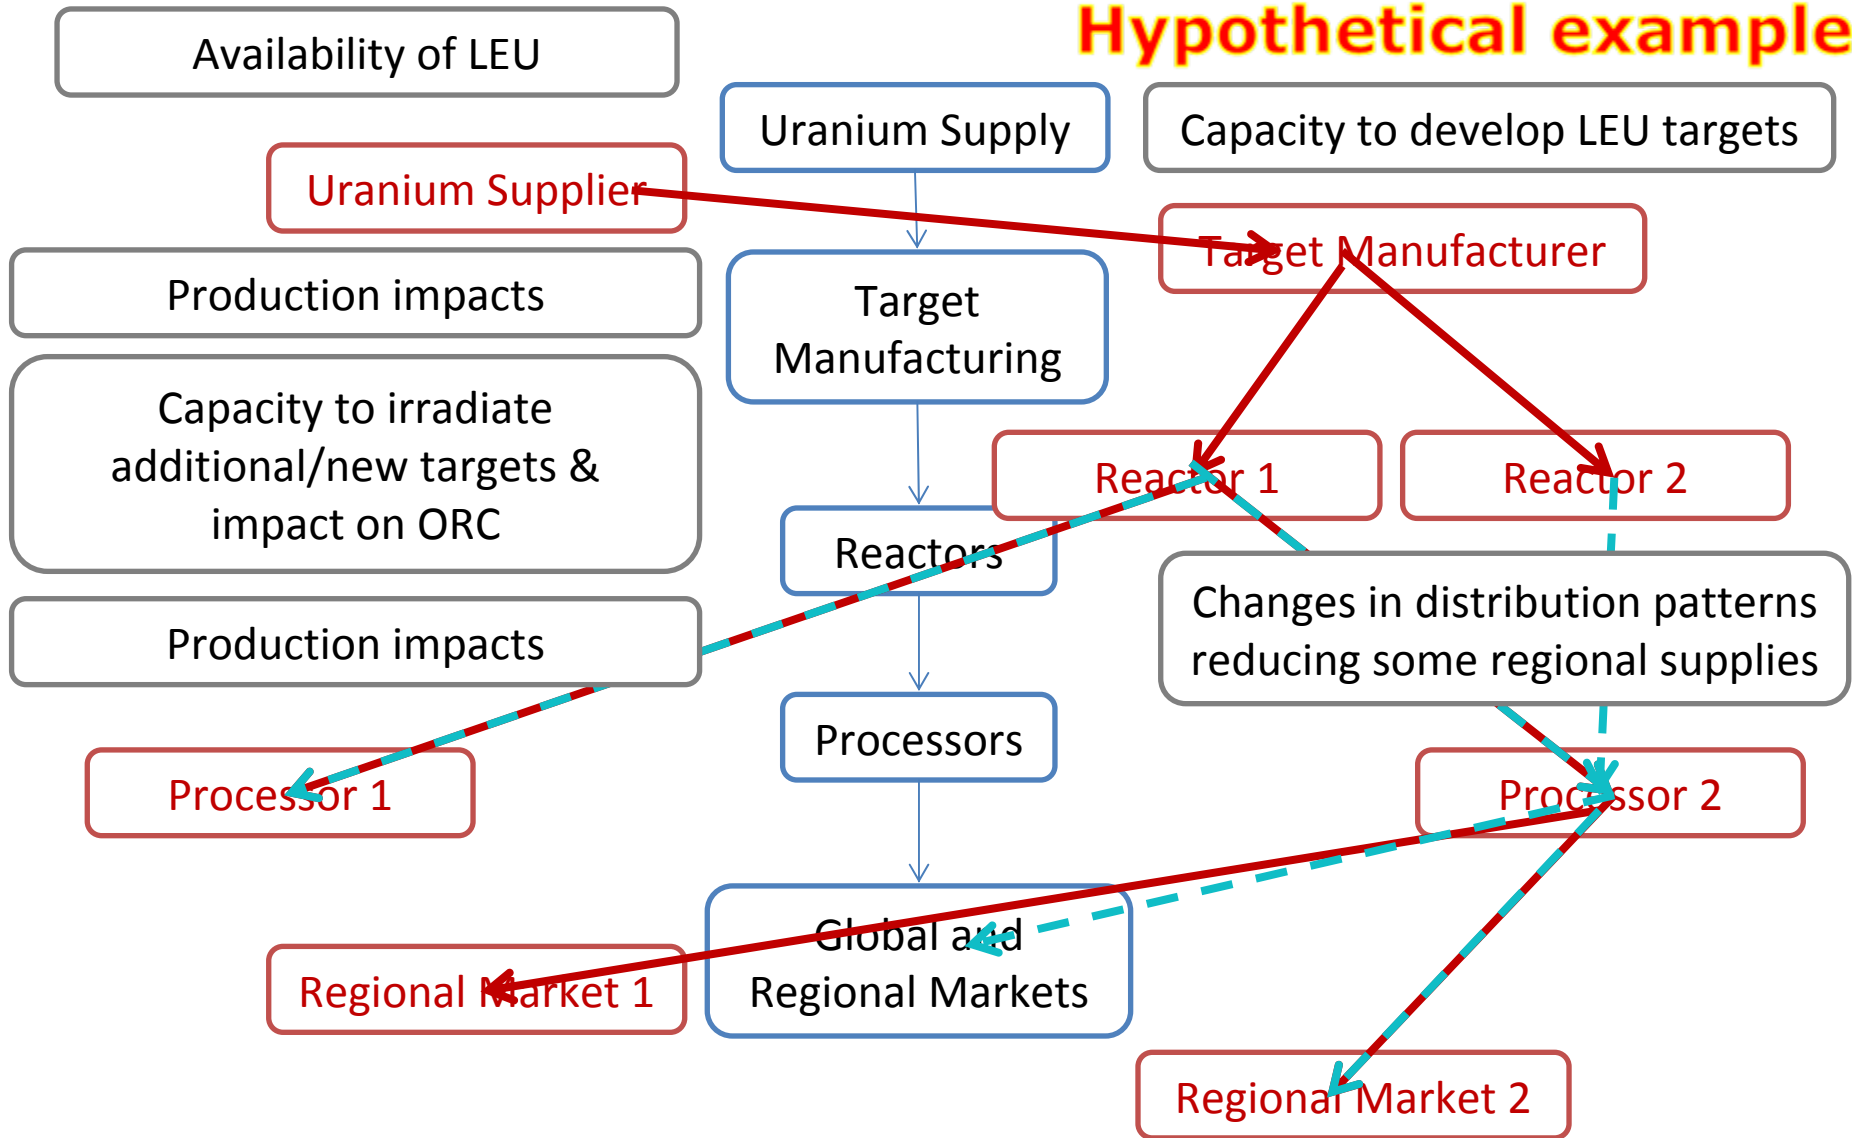 Hypothetical example
Availability of LEU
Uranium Supply
Capacity to develop LEU targets
Uranium Supplier
Target Manufacturer
Production impacts
Target
Manufacturing
Capacity to irradiate
additional/new targets &
impact on ORC
Reactor 1
Reactor 2
Reactors
Changes in distribution patterns
reducing some regional supplies
Production impacts
Processors
Processor 1
Processor 2
Global and
Regional Markets
Regional Market 1
Regional Market 2